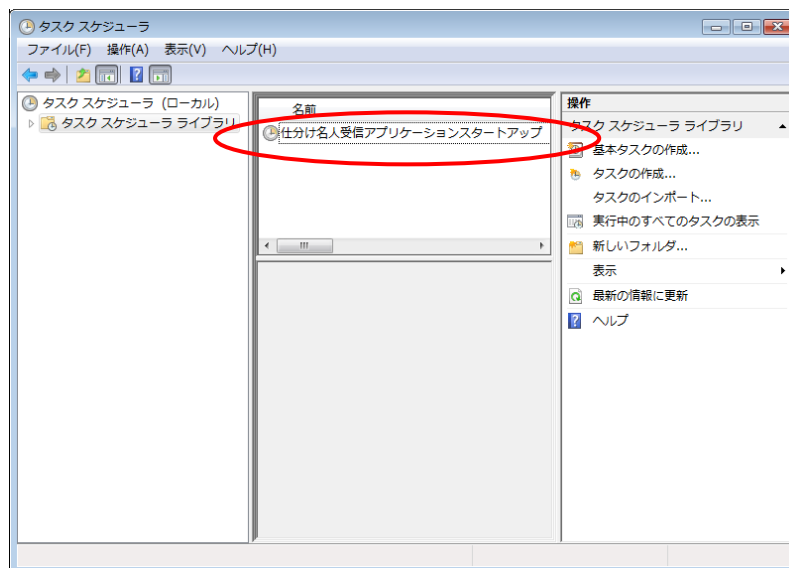 タスク スケジューラ
ファイル(F) 操作(A) 表示(V) ヘルプ(H)
タスク スケジューラ (ローカル)
タスク スケジューラ ライブラリ
名前
仕分け名人受信アプリケーションスタートアップ
操作
タスク スケジューラ ライブラリ
基本タスクの作成...
タスクの作成...
タスクのインポート...
実行中のすべてのタスクの表示
新しいフォルダ...
表示
最新の情報に更新
ヘルプ